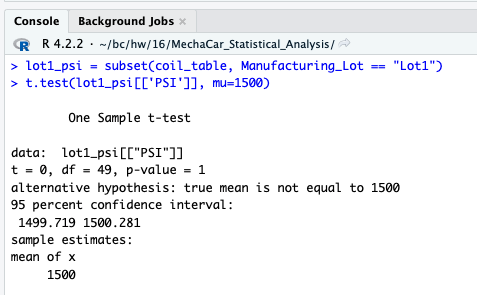 Console Background Jobs ×
R 4.2.2 · ~/bc/hw/16/MechaCar_Statistical_Analysis/
> lot1_psi = subset(coil_table, Manufacturing_Lot == "Lot1")
> t.test(lot1_psi[['PSI']], mu=1500)
One Sample t-test
data:  lot1_psi[["PSI"]]
t = 0, df = 49, p-value = 1
alternative hypothesis: true mean is not equal to 1500
95 percent confidence interval:
1499.719 1500.281
sample estimates:
mean of x
1500